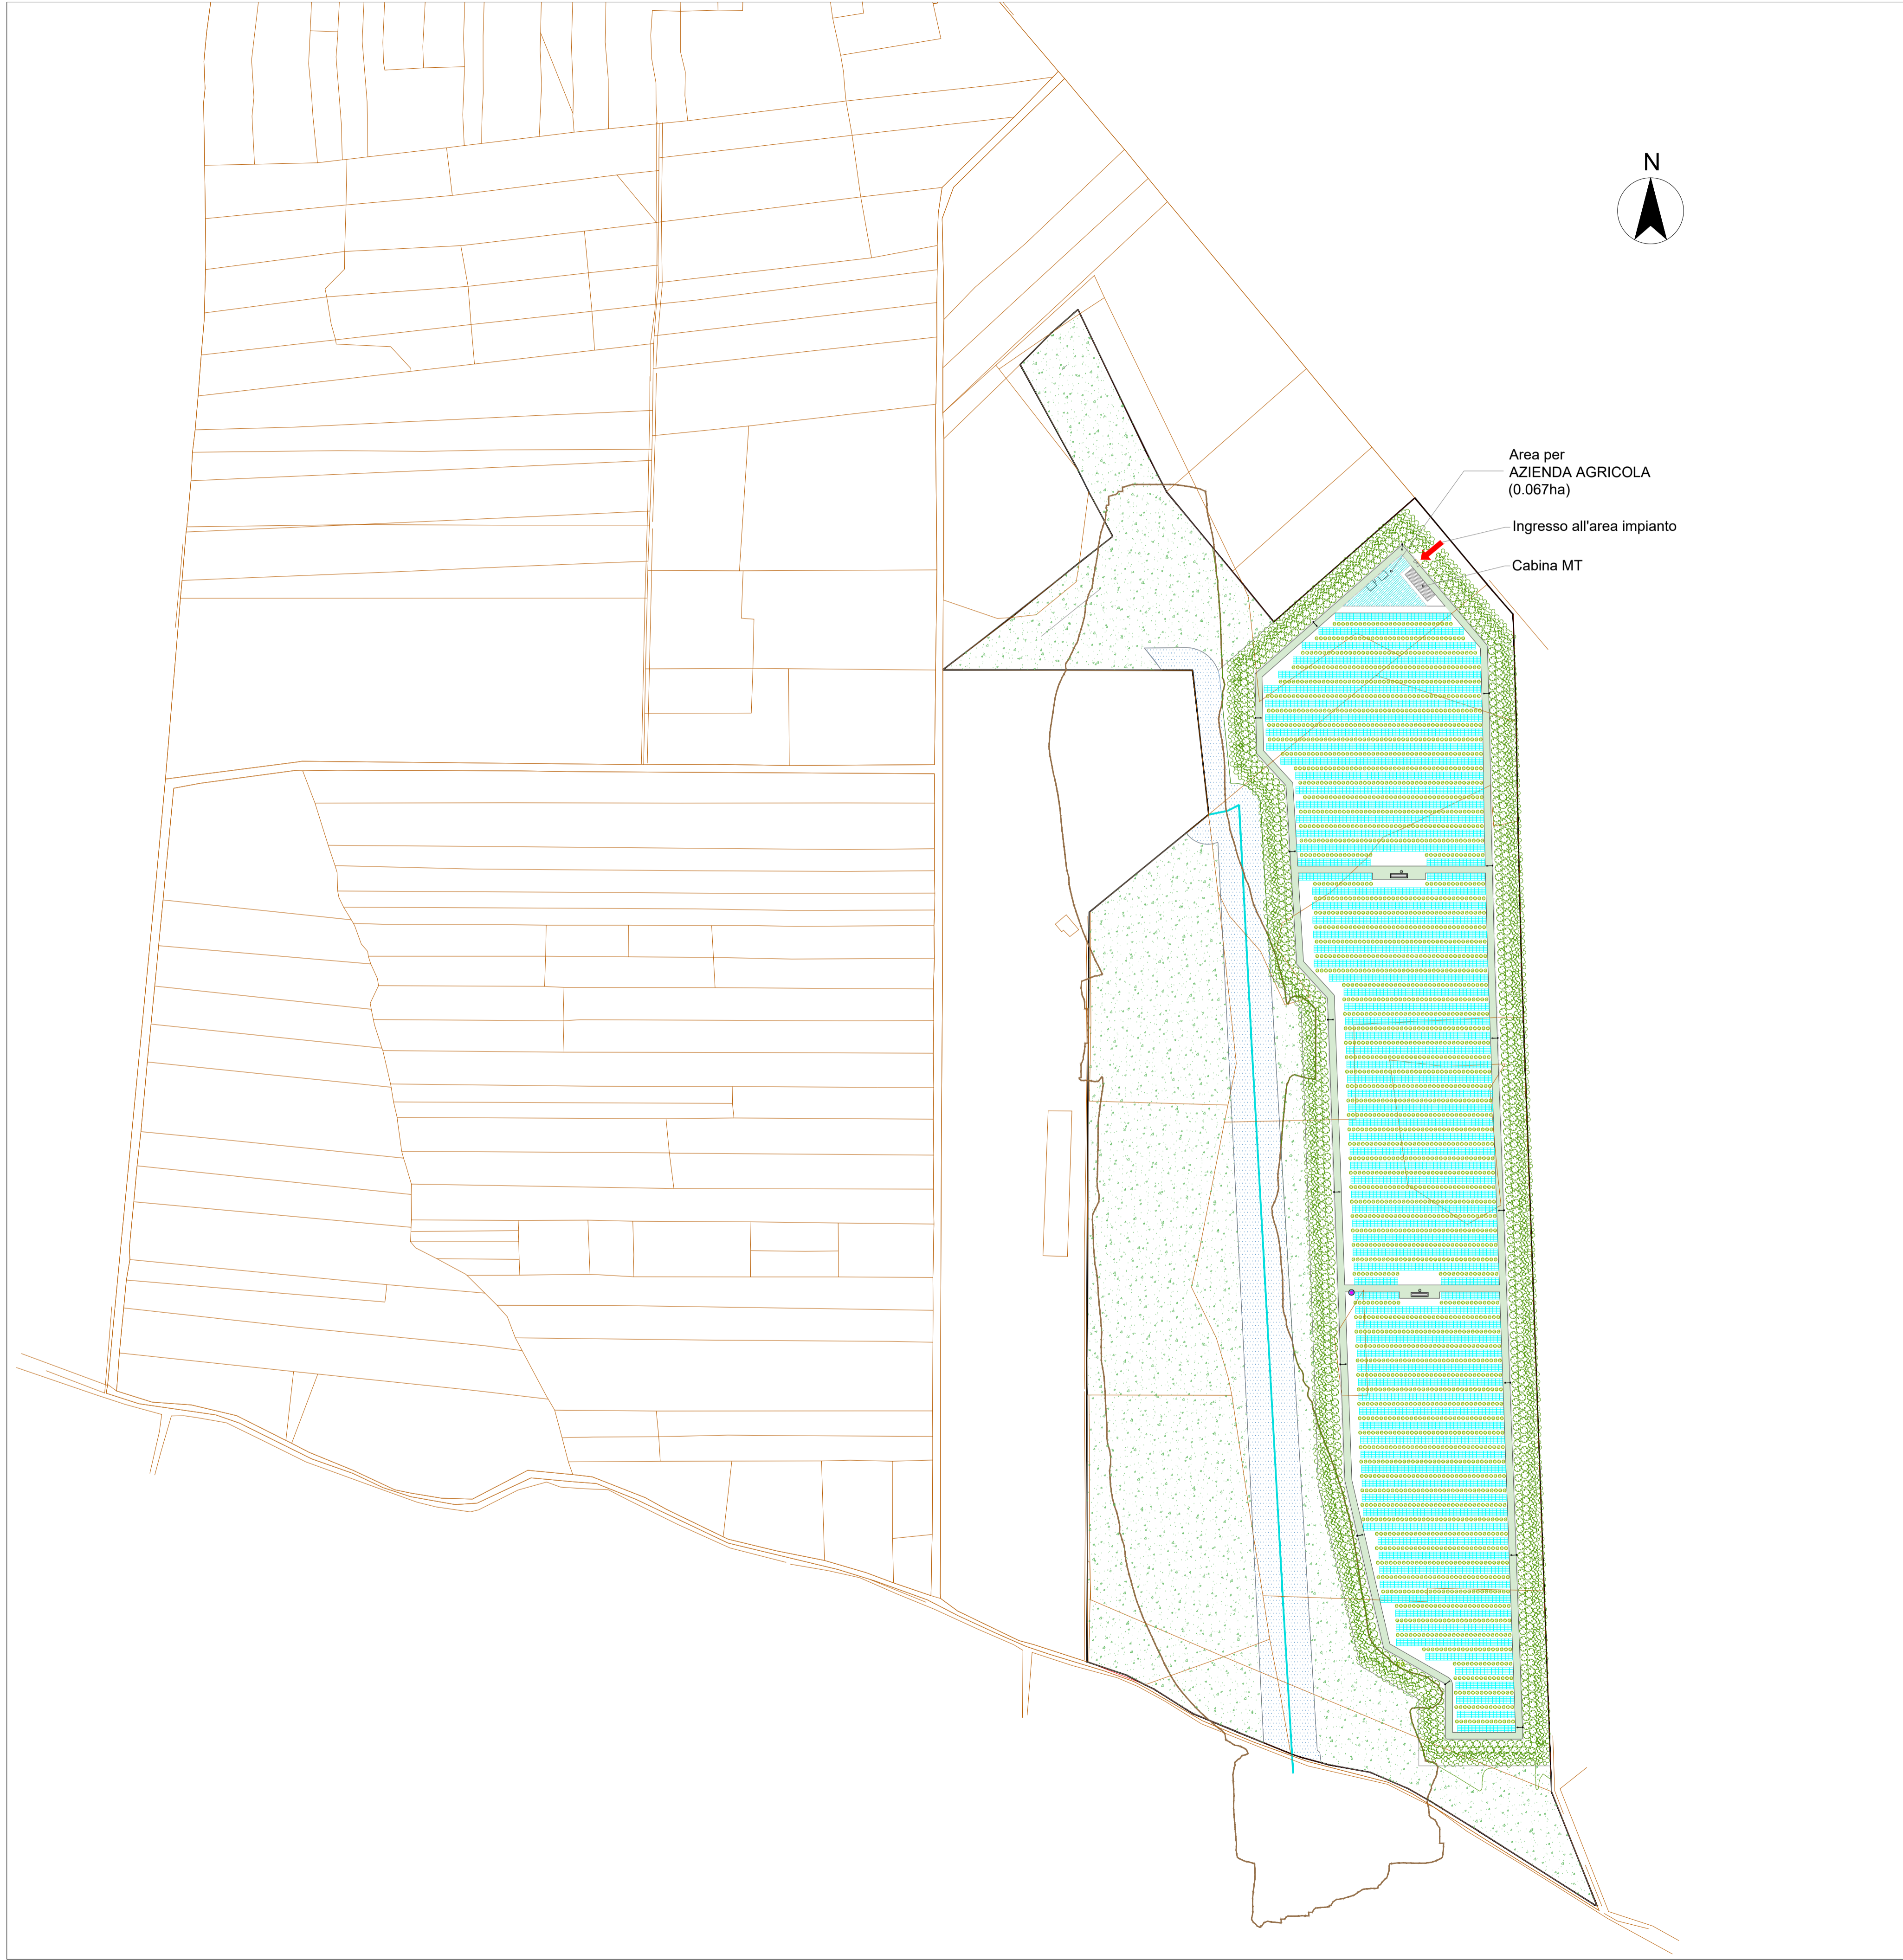 N
Area per
AZIENDA AGRICOLA
(0.067ha)
Ingresso all'area impianto
Cabina MT